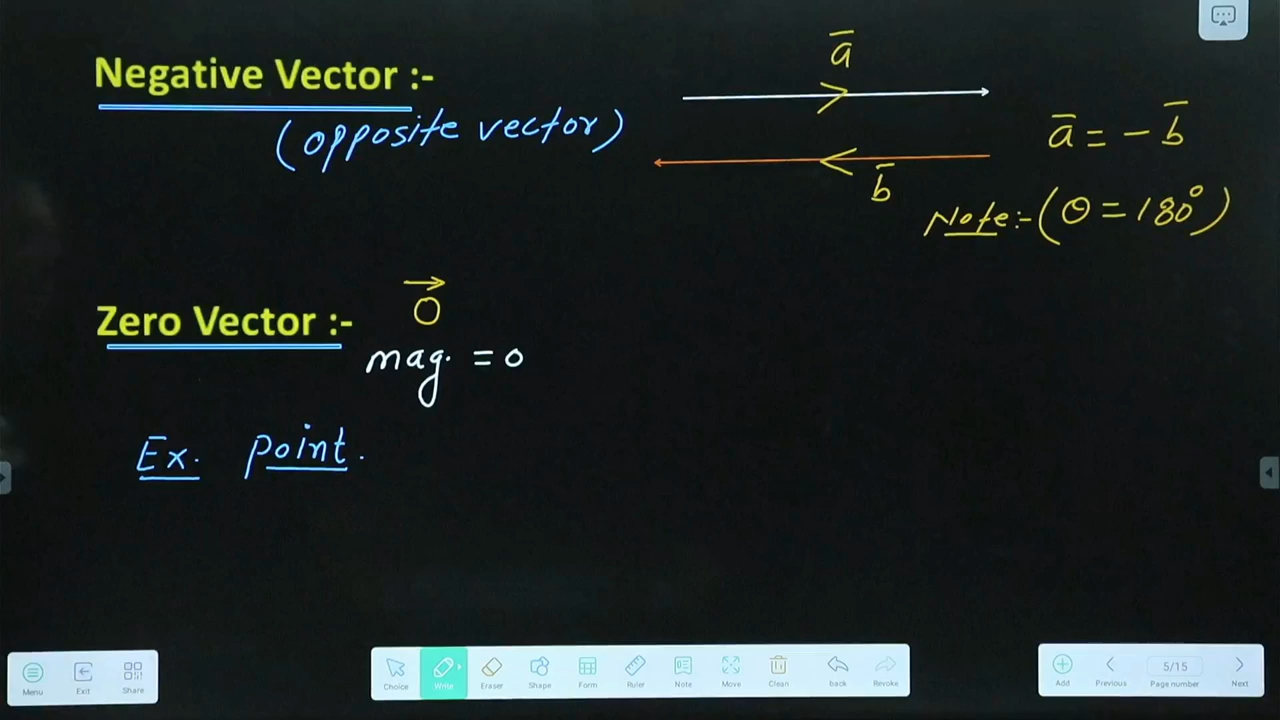 Negative Vector :-
(opposite vector)
a̅
b̅
a̅ = - b̅
Note:- (θ = 180°)
Zero Vector :-
0⃗
mag. = 0
Ex. point.
Menu
Exit
Share
Choice
Write
Eraser
Shape
Form
Ruler
Note
Move
Clean
back
Revoke
Add
Previous
5/15
Page number
Next